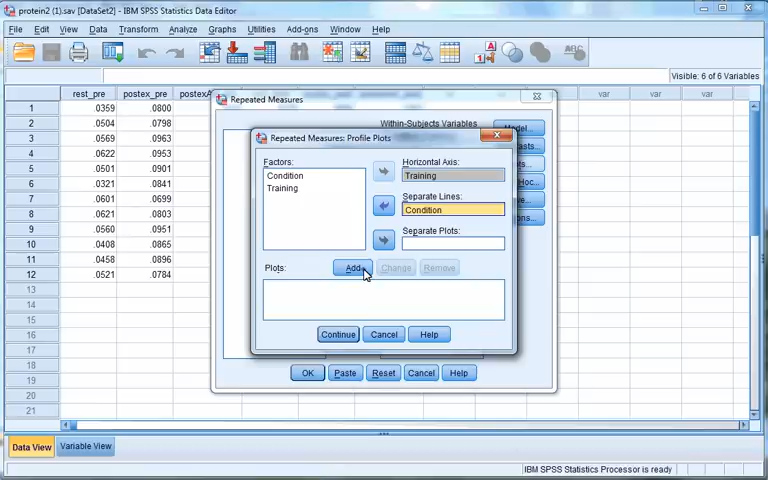 protein2 (1).sav [DataSet2] - IBM SPSS Statistics Data Editor
File Edit View Data Transform Analyze Graphs Utilities Add-ons Window Help
Visible: 6 of 6 Variables
rest_pre postex_pre var var var
1 .0359 .0800
2 .0504 .0798
3 .0569 .0963
4 .0622 .0953
5 .0501 .0901
6 .0321 .0841
7 .0601 .0699
8 .0621 .0803
9 .0560 .0951
10 .0408 .0865
11 .0458 .0896
12 .0521 .0784
13
14
15
16
17
18
19
20
21
Repeated Measures
Within-Subjects Variables
Repeated Measures: Profile Plots
Factors:
Condition
Training
Horizontal Axis:
Training
Separate Lines:
Condition
Separate Plots:
Plots: Add Change Remove
Continue Cancel Help
OK Paste Reset Cancel Help
Data View Variable View
IBM SPSS Statistics Processor is ready